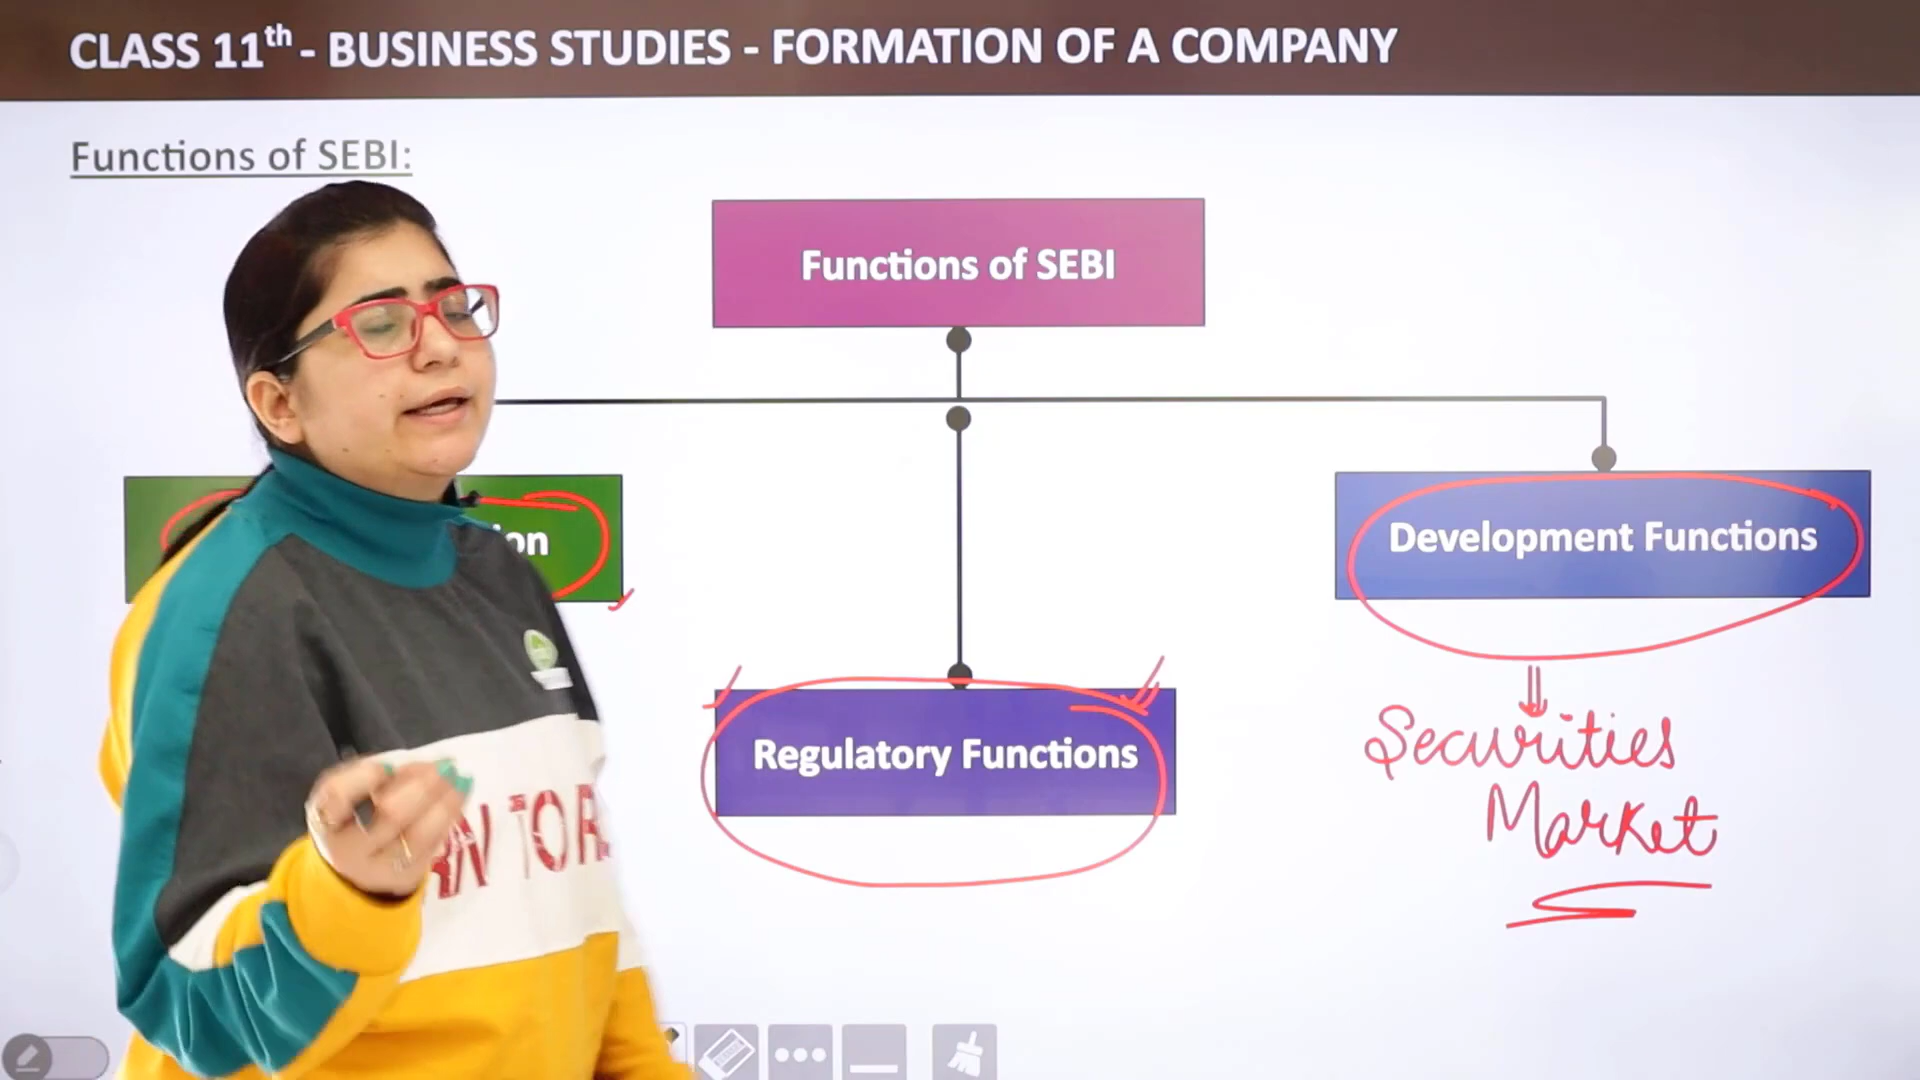 CLASS 11th - BUSINESS STUDIES - FORMATION OF A COMPANY
Functions of SEBI:
Functions of SEBI
Development Functions
Regulatory Functions
Securities
Market